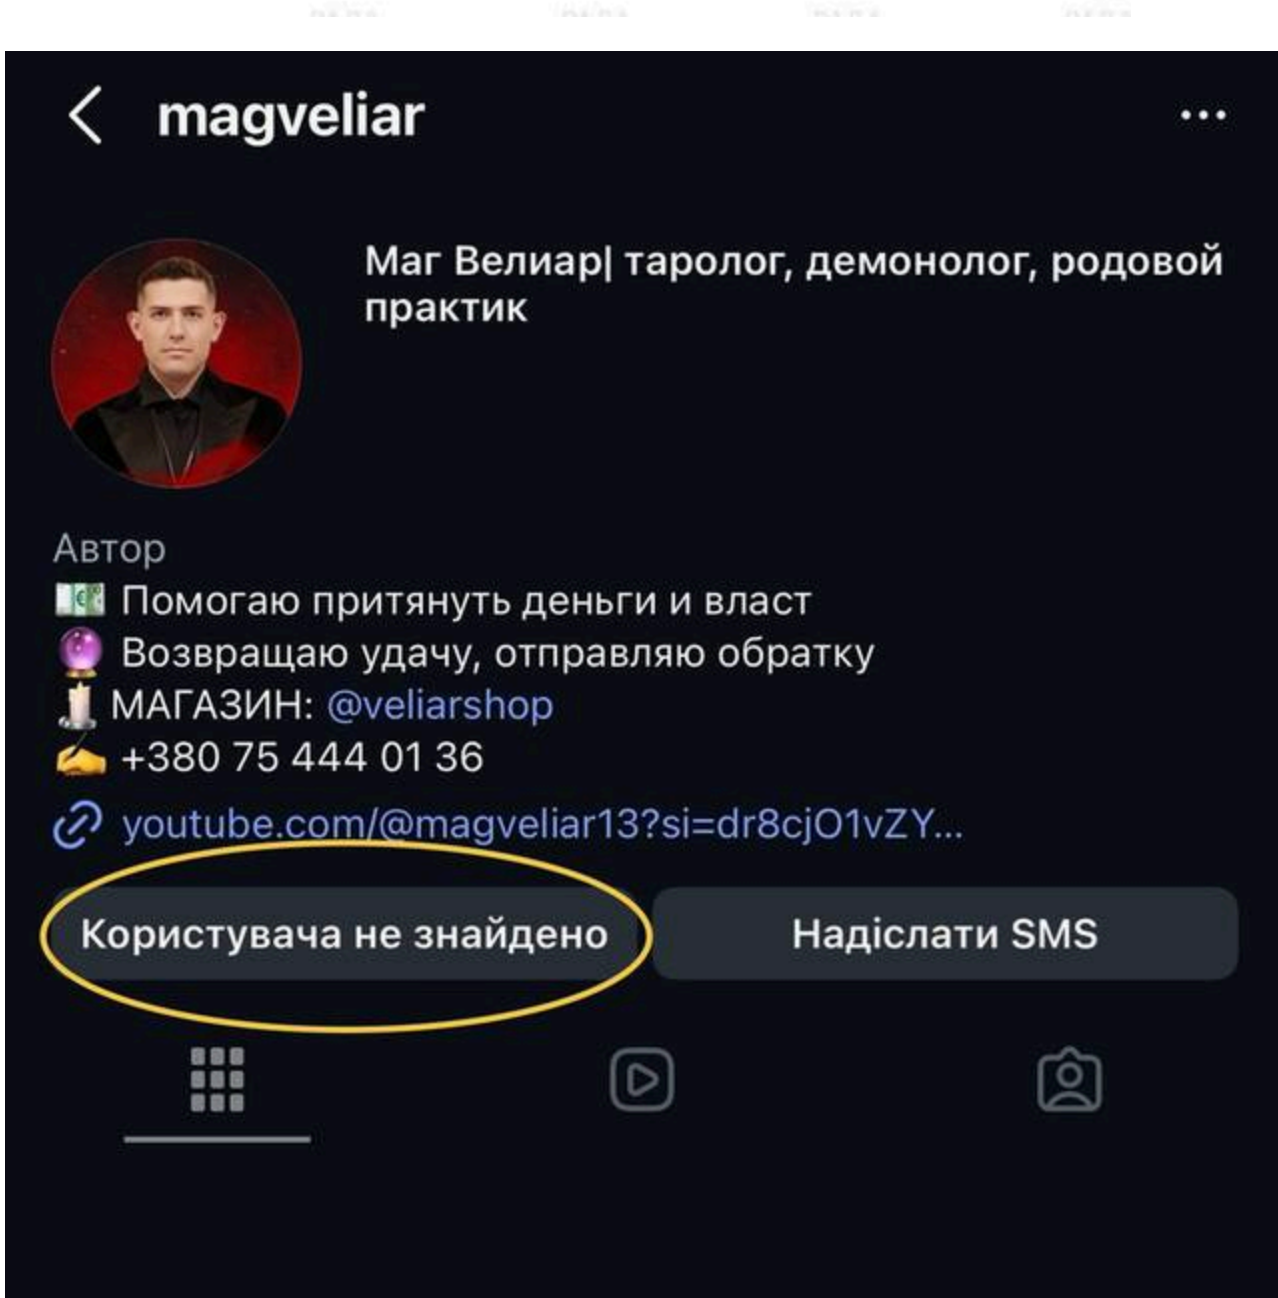 magveliar
Маг Велиар| таролог, демонолог, родовой
практик
Автор
Помогаю притянуть деньги и власт
Возвращаю удачу, отправляю обратку
МАГАЗИН: @veliarshop
+380 75 444 01 36
youtube.com/@magveliar13?si=dr8cjO1vZY...
Користувача не знайдено
Надіслати SMS